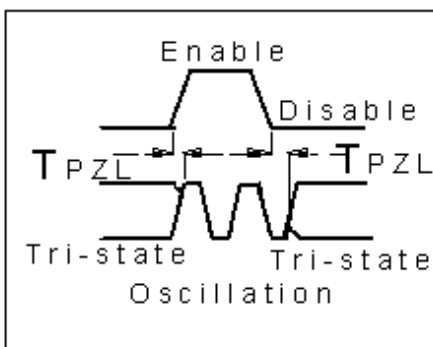 Enable
Disable
TPZL TPZL
Tri-state Tri-state
Oscillation